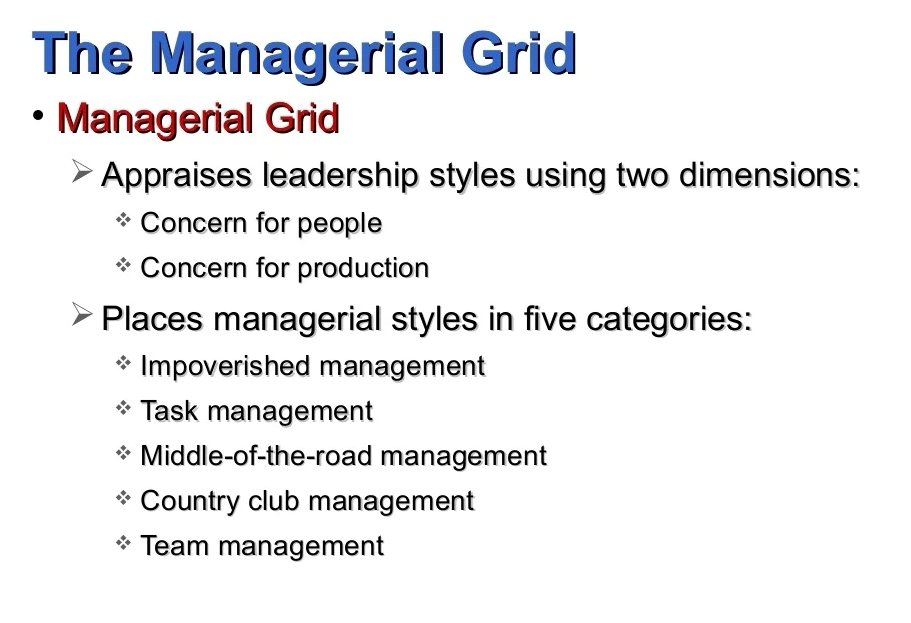 The Managerial Grid
• Managerial Grid
➢ Appraises leadership styles using two dimensions:
❖ Concern for people
❖ Concern for production
➢ Places managerial styles in five categories:
❖ Impoverished management
❖ Task management
❖ Middle-of-the-road management
❖ Country club management
❖ Team management